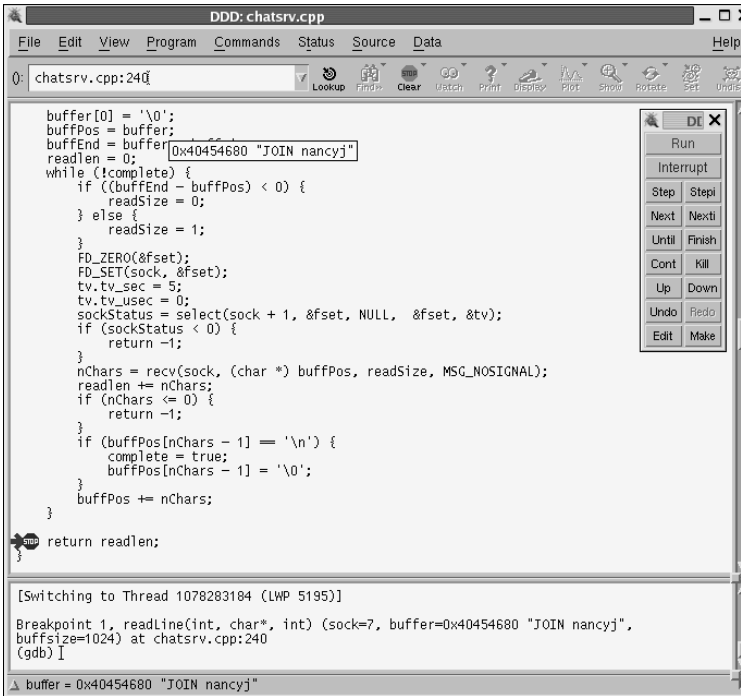 DDD: chatsrv.cpp
File Edit View Program Commands Status Source Data Help
(): chatsrv.cpp:240
Lookup Find» Clear Watch Print Display Plot Show Rotate Set Undis
buffer[0] = '\0';
buffPos = buffer;
buffEnd = buffer
0x40454680 "JOIN nancyj"
readlen = 0;
while (!complete) {
if ((buffEnd - buffPos) < 0) {
readSize = 0;
} else {
readSize = 1;
}
FD_ZERO(&fset);
FD_SET(sock, &fset);
tv.tv_sec = 5;
tv.tv_usec = 0;
sockStatus = select(sock + 1, &fset, NULL, &fset, &tv);
if (sockStatus < 0) {
return -1;
}
nChars = recv(sock, (char *) buffPos, readSize, MSG_NOSIGNAL);
readlen += nChars;
if (nChars <= 0) {
return -1;
}
if (buffPos[nChars - 1] == '\n') {
complete = true;
buffPos[nChars - 1] = '\0';
}
buffPos += nChars;
}
STOP return readlen;
}
DD
Run
Interrupt
Step Stepi
Next Nexti
Until Finish
Cont Kill
Up Down
Undo Redo
Edit Make
[Switching to Thread 1078283184 (LWP 5195)]
Breakpoint 1, readLine(int, char*, int) (sock=7, buffer=0x40454680 "JOIN nancyj",
buffsize=1024) at chatsrv.cpp:240
(gdb)
buffer = 0x40454680 "JOIN nancyj"